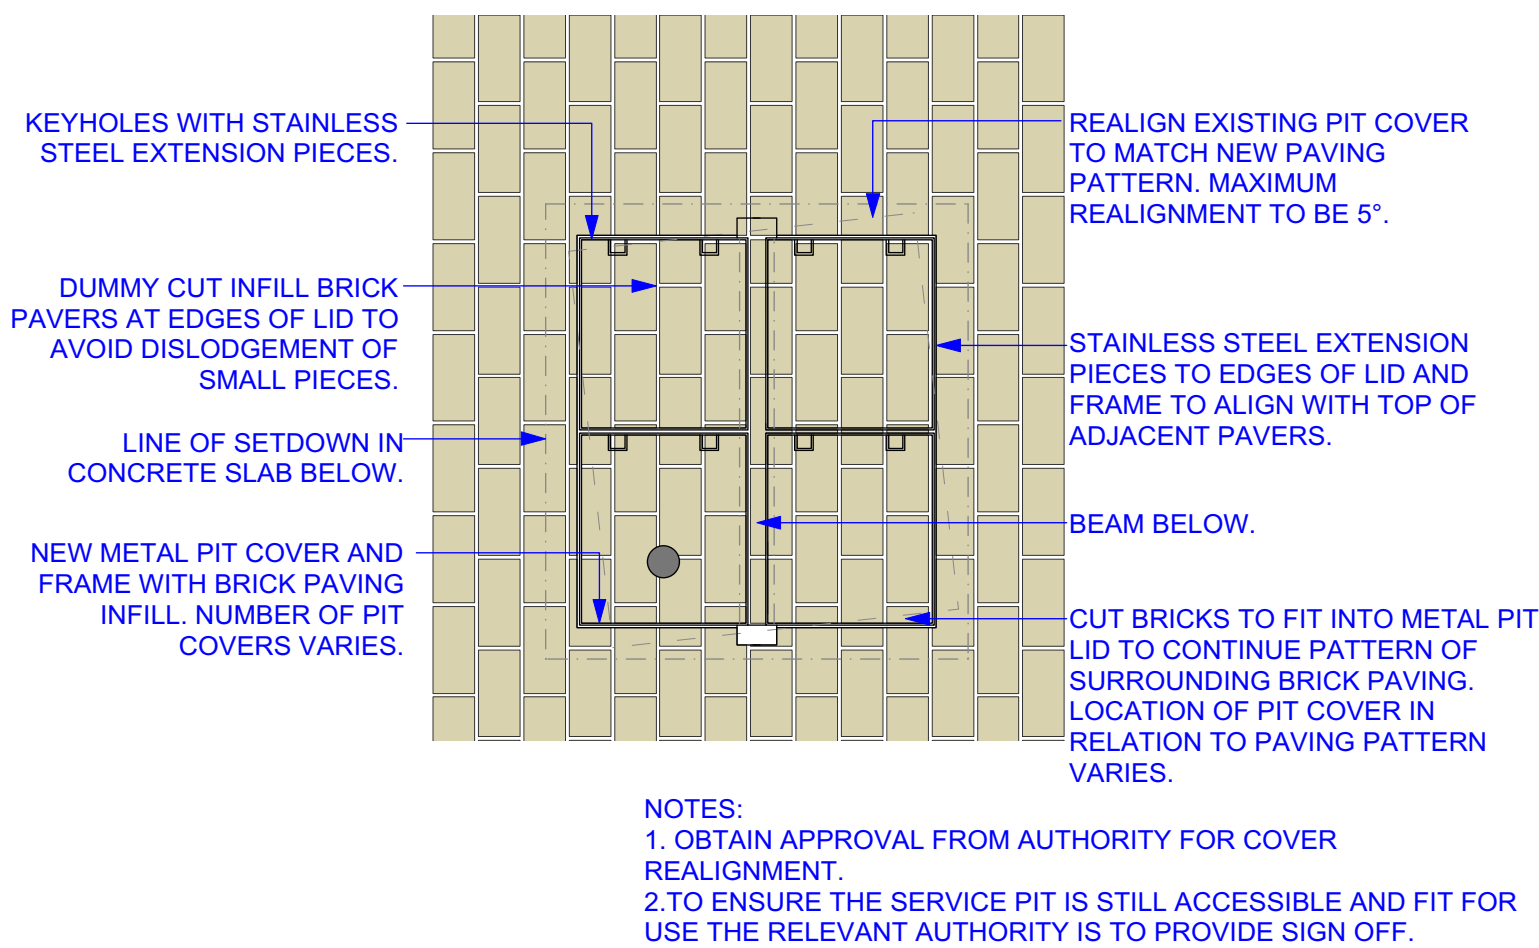 KEYHOLES WITH STAINLESS
STEEL EXTENSION PIECES.
DUMMY CUT INFILL BRICK
PAVERS AT EDGES OF LID TO
AVOID DISLODGEMENT OF
SMALL PIECES.
LINE OF SETDOWN IN
CONCRETE SLAB BELOW.
NEW METAL PIT COVER AND
FRAME WITH BRICK PAVING
INFILL. NUMBER OF PIT
COVERS VARIES.
REALIGN EXISTING PIT COVER
TO MATCH NEW PAVING
PATTERN. MAXIMUM
REALIGNMENT TO BE 5°.
STAINLESS STEEL EXTENSION
PIECES TO EDGES OF LID AND
FRAME TO ALIGN WITH TOP OF
ADJACENT PAVERS.
BEAM BELOW.
CUT BRICKS TO FIT INTO METAL PIT
LID TO CONTINUE PATTERN OF
SURROUNDING BRICK PAVING.
LOCATION OF PIT COVER IN
RELATION TO PAVING PATTERN
VARIES.
NOTES:
1. OBTAIN APPROVAL FROM AUTHORITY FOR COVER
REALIGNMENT.
2.TO ENSURE THE SERVICE PIT IS STILL ACCESSIBLE AND FIT FOR
USE THE RELEVANT AUTHORITY IS TO PROVIDE SIGN OFF.